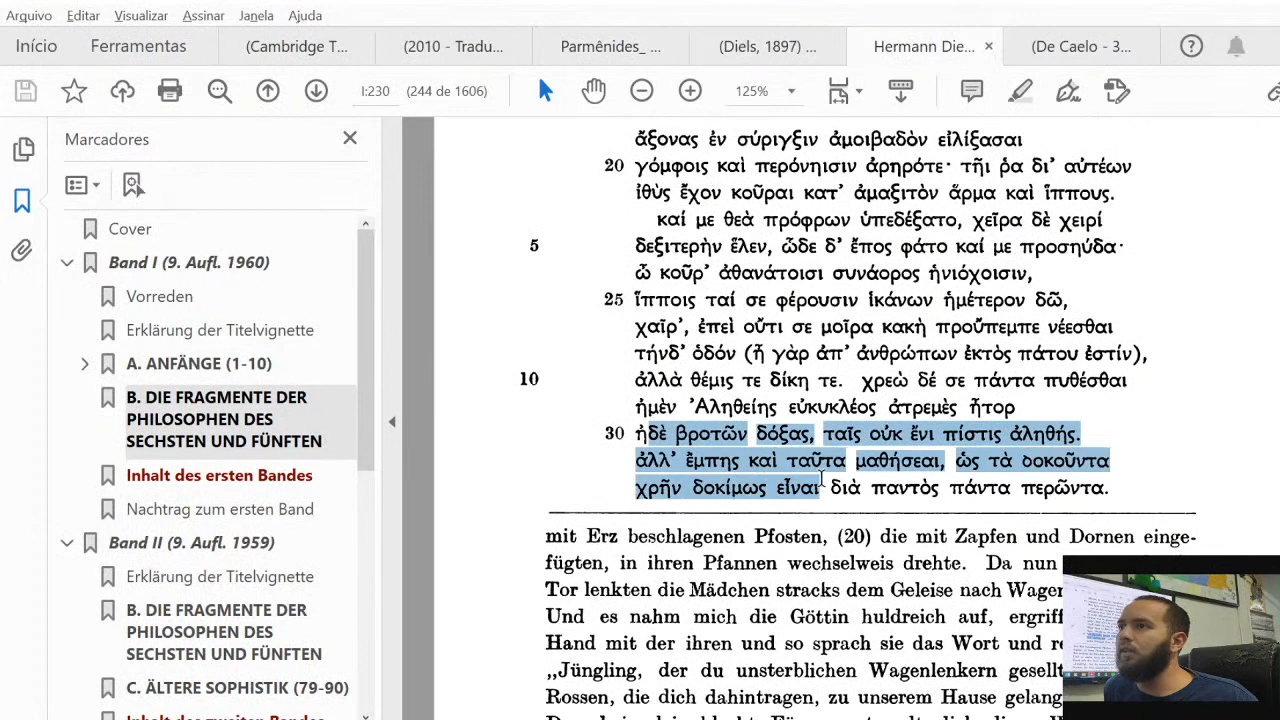 Arquivo Editar Visualizar Assinar Janela Ajuda
Início Ferramentas (Cambridge T... (2010 - Tradu... Parmênides_ ... (Diels, 1897) ... Hermann Die... × (De Caelo - 3...
I:230 (244 de 1606) 125%
Marcadores
Cover
Band I (9. Aufl. 1960)
Vorreden
Erklärung der Titelvignette
A. ANFÄNGE (1-10)
B. DIE FRAGMENTE DER
PHILOSOPHEN DES
SECHSTEN UND FÜNFTEN
Inhalt des ersten Bandes
Nachtrag zum ersten Band
Band II (9. Aufl. 1959)
Erklärung der Titelvignette
B. DIE FRAGMENTE DER
PHILOSOPHEN DES
SECHSTEN UND FÜNFTEN
C. ÄLTERE SOPHISTIK (79-90)
Inhalt des zweiten Bandes
ἄξονας ἐν σύριγξιν ἀμοιβαδὸν εἰλίξασαι
20 γόμφοις καὶ περόνηισιν ἀρηρότε· τῆι ῥα δι' αὐτέων
ἰθὺς ἔχον κοῦραι κατ' ἀμαξιτὸν ἅρμα καὶ ἵππους.
καί με θεὰ πρόφρων ὑπεδέξατο, χεῖρα δὲ χειρί
5 δεξιτερὴν ἕλεν, ὧδε δ' ἔπος φάτο καί με προσηύδα·
ὦ κοῦρ' ἀθανάτοισι συνάορος ἡνιόχοισιν,
25 ἵπποις ταί σε φέρουσιν ἱκάνων ἡμέτερον δῶ,
χαῖρ', ἐπεὶ οὔτι σε μοῖρα κακὴ προὔπεμπε νέεσθαι
τήνδ' ὁδόν (ἦ γὰρ ἀπ' ἀνθρώπων ἐκτὸς πάτου ἐστίν),
10 ἀλλὰ θέμις τε δίκη τε. χρεὼ δέ σε πάντα πυθέσθαι
ἠμὲν Ἀληθείης εὐκυκλέος ἀτρεμὲς ἦτορ
30 ἠδὲ βροτῶν δόξας, ταῖς οὐκ ἔνι πίστις ἀληθής.
ἀλλ' ἔμπης καὶ ταῦτα μαθήσεαι, ὡς τὰ δοκοῦντα
χρῆν δοκίμως εἶναι διὰ παντὸς πάντα περῶντα.
mit Erz beschlagenen Pfosten, (20) die mit Zapfen und Dornen einge-
fügten, in ihren Pfannen wechselweis drehte. Da nun
Tor lenkten die Mädchen stracks dem Geleise nach Wagen
Und es nahm mich die Göttin huldreich auf, ergriff
Hand mit der ihren und so sprach sie das Wort und
„Jüngling, der du unsterblichen Wagenlenkern
Rossen, die dich dahintragen, zu unserem Hause